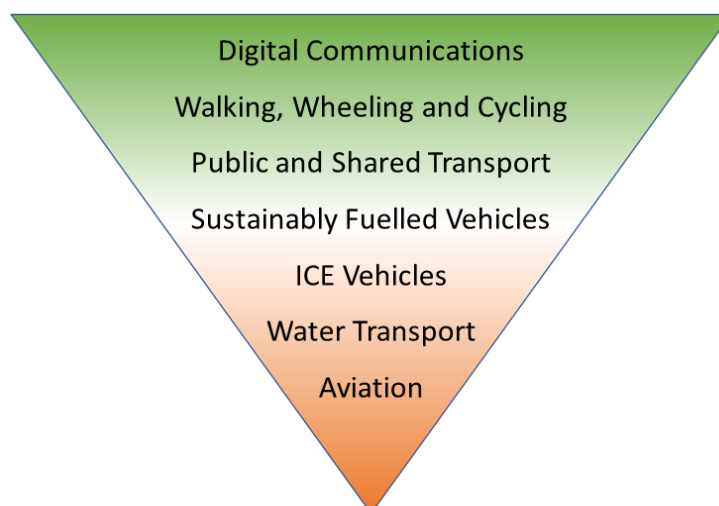 Digital Communications
Walking, Wheeling and Cycling
Public and Shared Transport
Sustainably Fuelled Vehicles
ICE Vehicles
Water Transport
Aviation